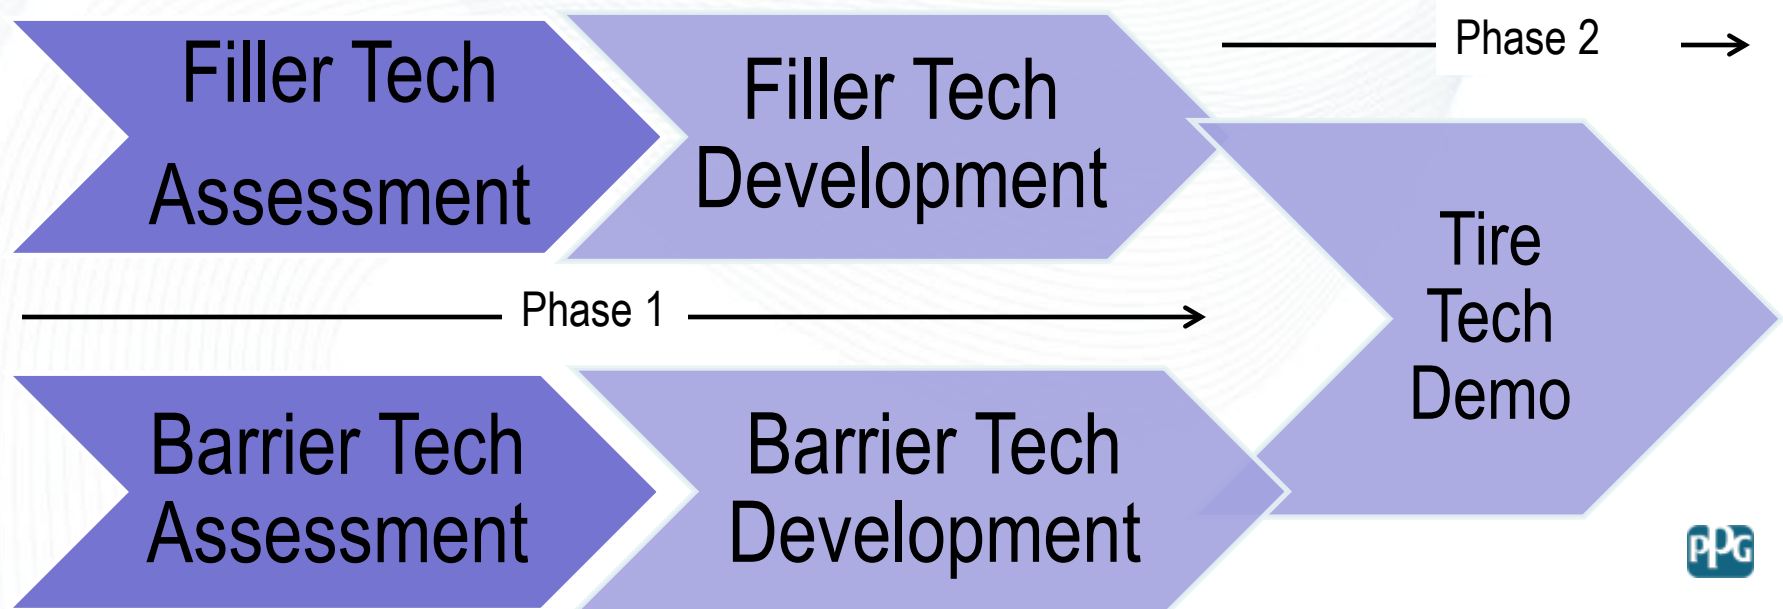 Filler Tech
Assessment
Filler Tech
Development
Phase 2
Phase 1
Barrier Tech
Assessment
Barrier Tech
Development
Tire
Tech
Demo
PPG